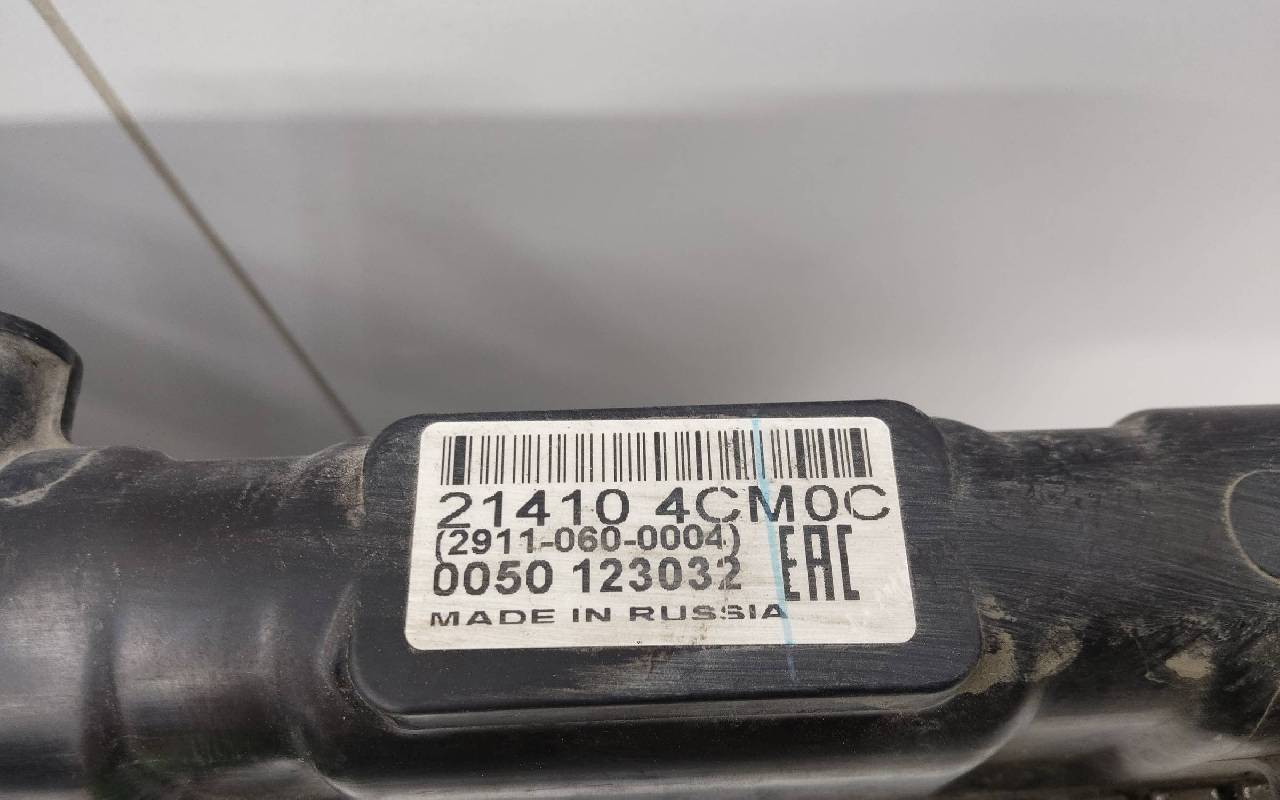 21410 4CM0C
(2911-060-0004)
0050 123032 EAC
MADE IN RUSSIA